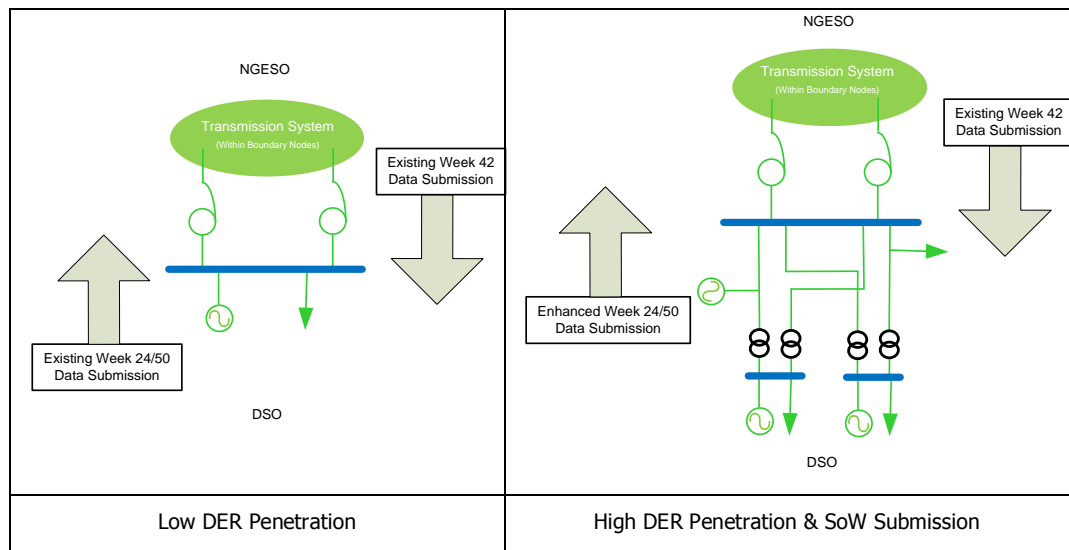 NGESO
Transmission System
(Within Boundary Nodes)
Existing Week 42
Data Submission
Existing Week 24/50
Data Submission
DSO
Low DER Penetration
NGESO
Transmission System
(Within Boundary Nodes)
Existing Week 42
Data Submission
Enhanced Week 24/50
Data Submission
DSO
High DER Penetration & SoW Submission